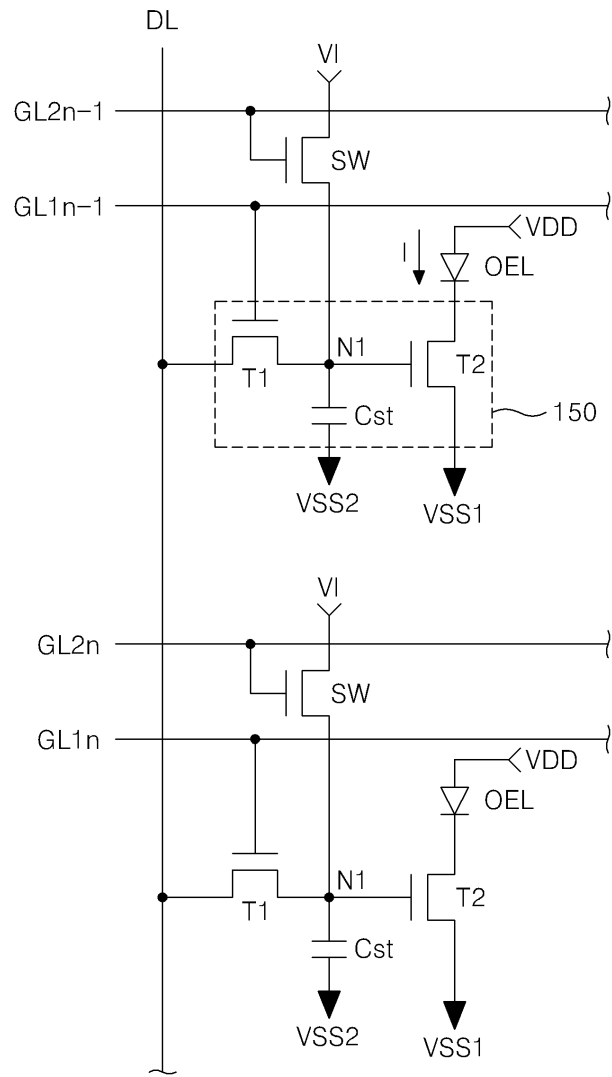 DL
VI
GL2n-1
SW
GL1n-1
VDD
I
OEL
N1
T1
T2
Cst
150
VSS2
VSS1
VI
GL2n
SW
GL1n
VDD
OEL
N1
T1
T2
Cst
VSS2
VSS1